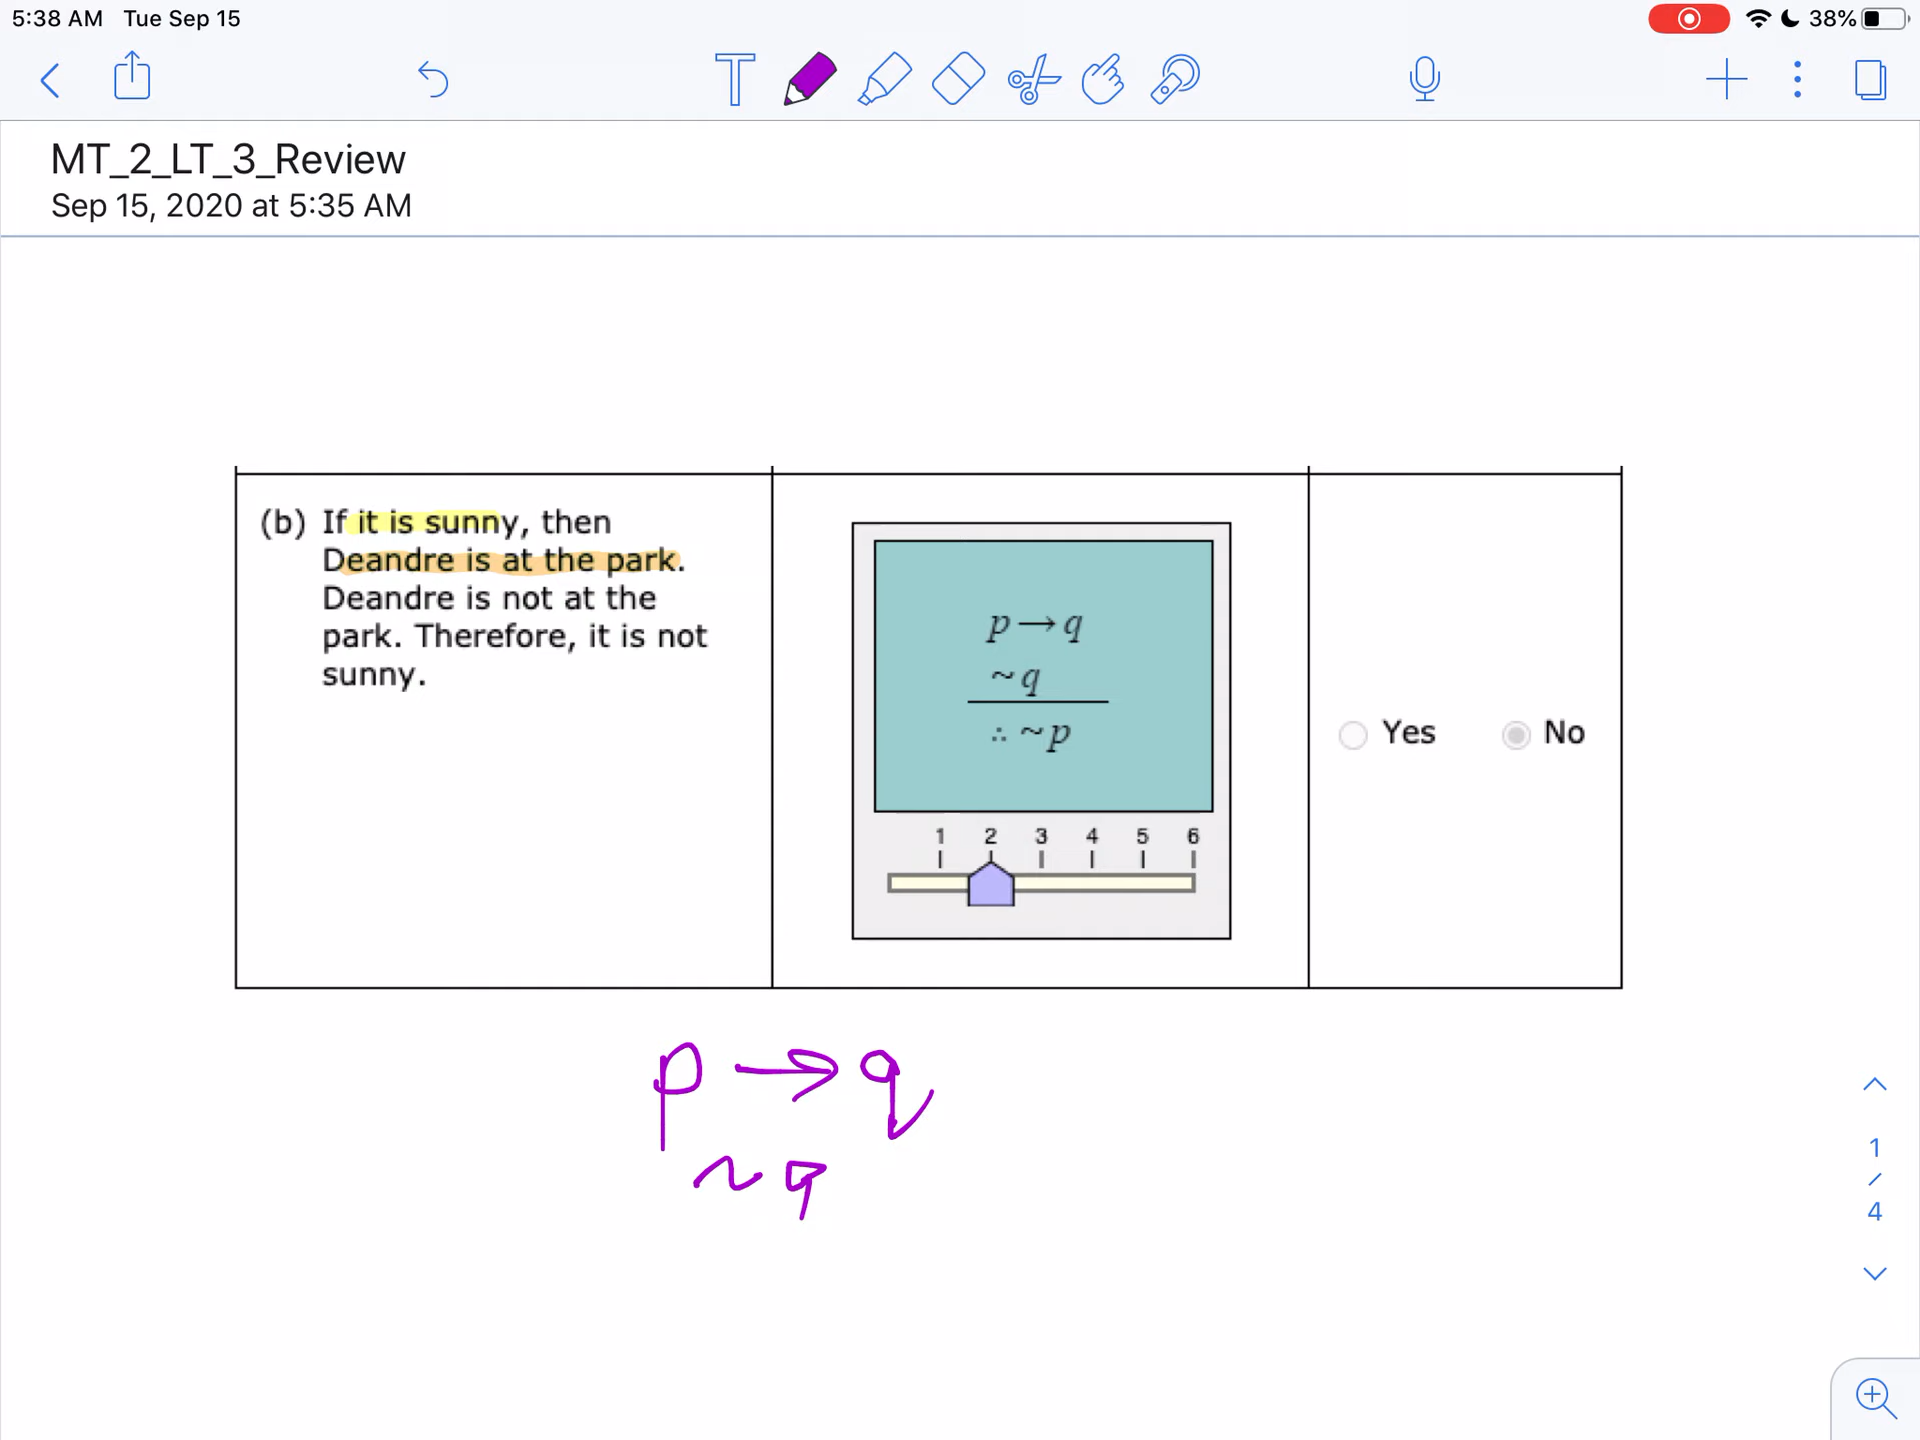 5:38 AM Tue Sep 15
38%
T
MT_2_LT_3_Review
Sep 15, 2020 at 5:35 AM
(b) If it is sunny, then
Deandre is at the park.
Deandre is not at the
park. Therefore, it is not
sunny.
p→q
~q
∴ ~p
1 2 3 4 5 6
Yes No
p → q
~q
1
/
4